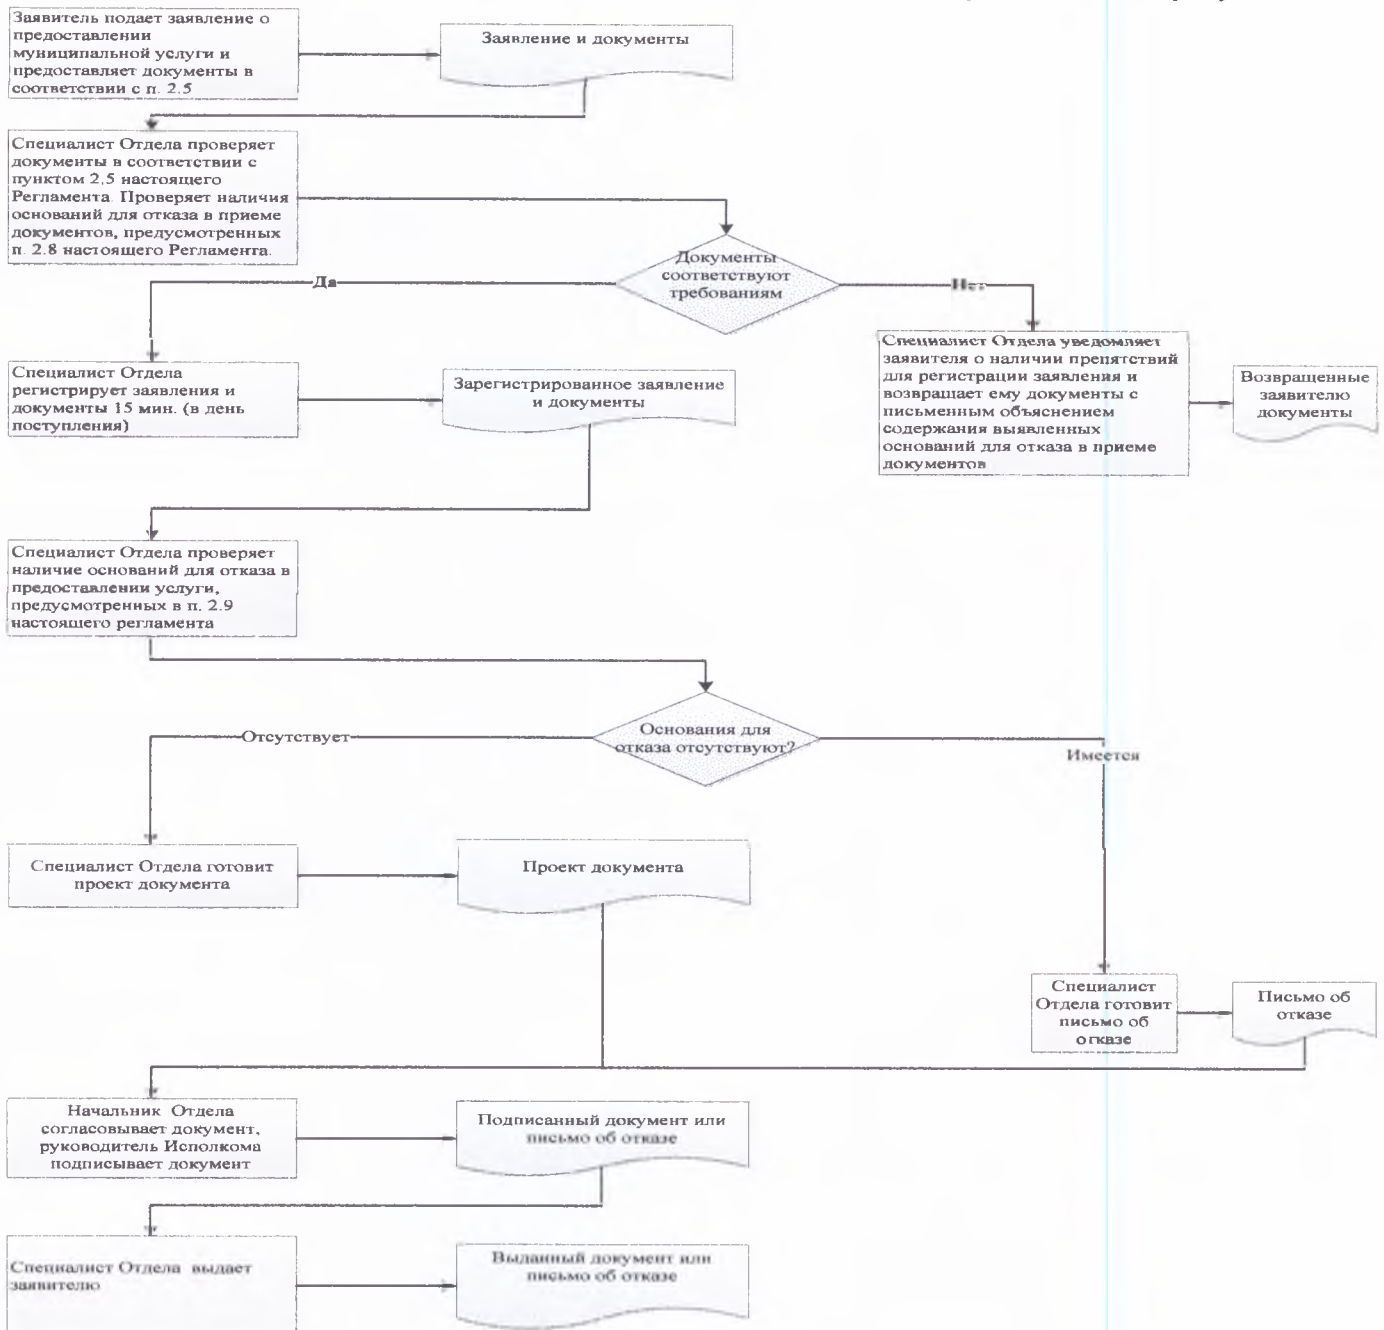 Заявитель подает заявление о
предоставлении
муниципальной услуги и
предоставляет документы в
соответствии с п. 2.5
Заявление и документы
Специалист Отдела проверяет
документы в соответствии с
пунктом 2.5 настоящего
Регламента. Проверяет наличия
оснований для отказа в приеме
документов, предусмотренных
п. 2.8 настоящего Регламента.
Документы
соответствуют
требованиям
Да
Нет
Специалист Отдела
регистрирует заявления и
документы 15 мин. (в день
поступления)
Зарегистрированное заявление
и документы
Специалист Отдела уведомляет
заявителя о наличии препятствий
для регистрации заявления и
возвращает ему документы с
письменным объяснением
содержания выявленных
оснований для отказа в приеме
документов
Возвращенные
заявителю
документы
Специалист Отдела проверяет
наличие оснований для отказа в
предоставлении услуги,
предусмотренных в п. 2.9
настоящего регламента
Основания для
отказа отсутствуют?
Отсутствует
Имеется
Специалист Отдела готовит
проект документа
Проект документа
Специалист
Отдела готовит
письмо об
отказе
Письмо об
отказе
Начальник Отдела
согласовывает документ,
руководитель Исполкома
подписывает документ
Подписанный документ или
письмо об отказе
Специалист Отдела выдает
заявителю
Выданный документ или
письмо об отказе